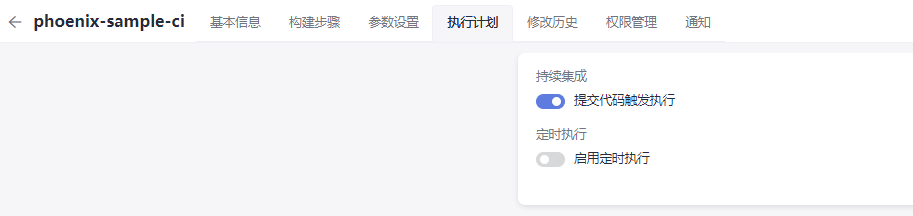 phoenix-sample-ci 基本信息 构建步骤 参数设置 执行计划 修改历史 权限管理 通知
持续集成
提交代码触发执行
定时执行
启用定时执行